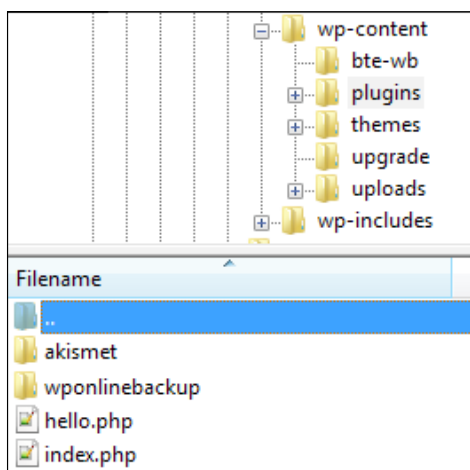 wp-content
bte-wb
plugins
themes
upgrade
uploads
wp-includes
Filename
..
akismet
wponlinebackup
hello.php
index.php